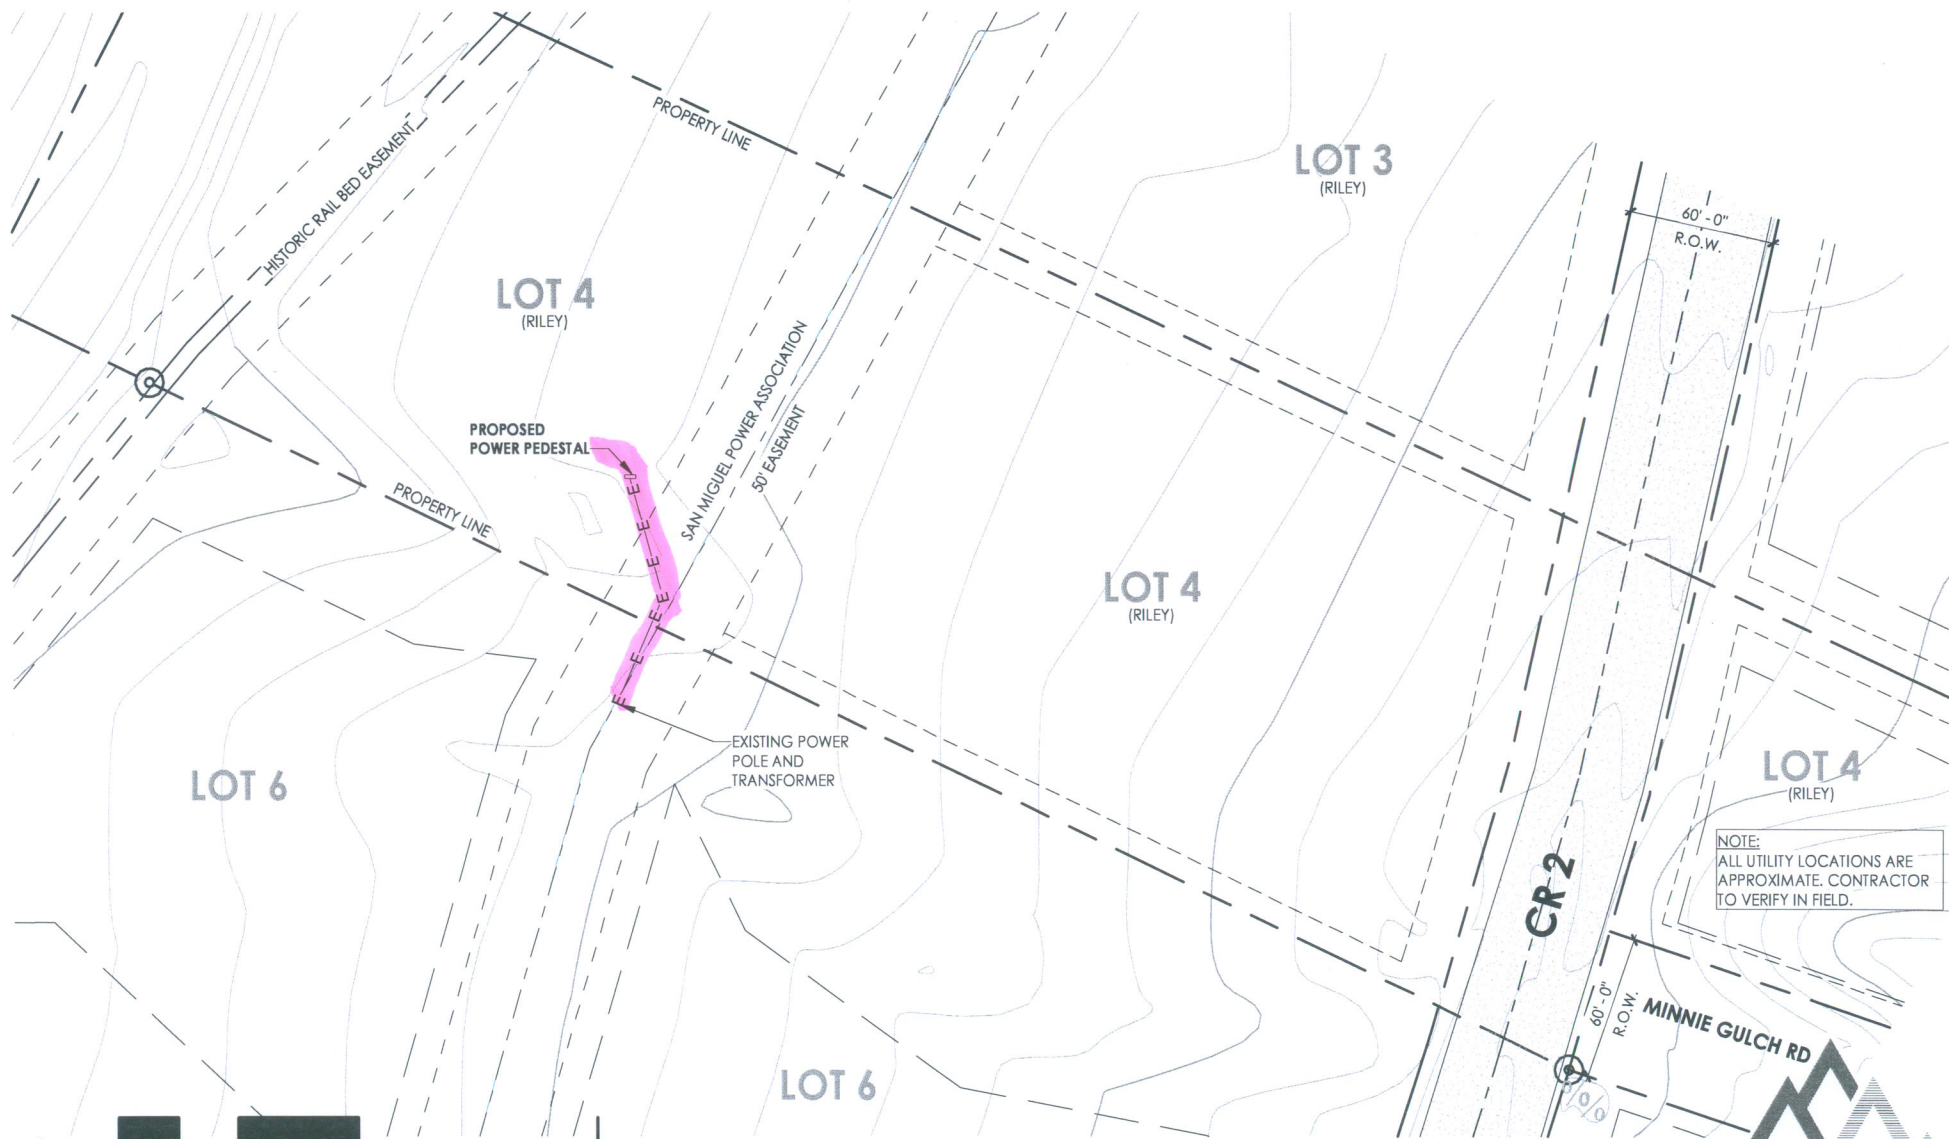 PROPERTY LINE
HISTORIC RAIL BED EASEMENT
LOT 3
(RILEY)
60'-0"
R.O.W.
LOT 4
(RILEY)
SAN MIGUEL POWER ASSOCIATION
50' EASEMENT
PROPOSED
POWER PEDESTAL
PROPERTY LINE
E
E
E
E
E
E
E
LOT 4
(RILEY)
EXISTING POWER
POLE AND
TRANSFORMER
LOT 6
LOT 4
(RILEY)
NOTE:
ALL UTILITY LOCATIONS ARE
APPROXIMATE. CONTRACTOR
TO VERIFY IN FIELD.
CR 2
60'-0"
R.O.W.
MINNIE GULCH RD
LOT 6